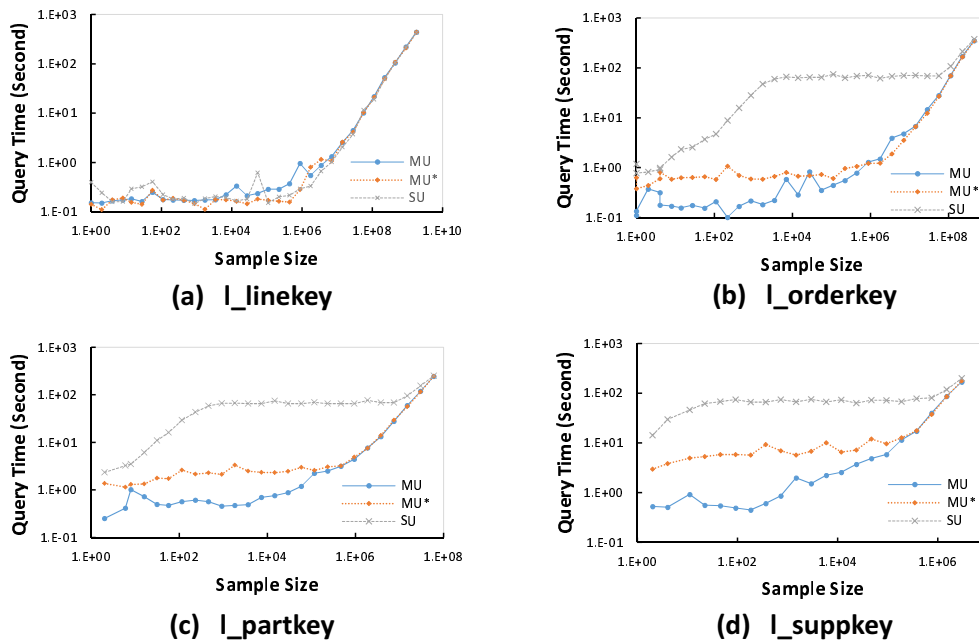 Query Time (Second)
1.E+03
1.E+02
1.E+01
1.E+00
1.E-01
MU
MU*
SU
1.E+00
1.E+02
1.E+04
1.E+06
1.E+08
1.E+10
Sample Size
(a) l_linekey
Query Time (Second)
1.E+03
1.E+02
1.E+01
1.E+00
1.E-01
MU
MU*
SU
1.E+00
1.E+02
1.E+04
1.E+06
1.E+08
Sample Size
(b) l_orderkey
Query Time (Second)
1.E+03
1.E+02
1.E+01
1.E+00
1.E-01
MU
MU*
SU
1.E+00
1.E+02
1.E+04
1.E+06
1.E+08
Sample Size
(c) l_partkey
Query Time (Second)
1.E+03
1.E+02
1.E+01
1.E+00
1.E-01
MU
MU*
SU
1.E+00
1.E+02
1.E+04
1.E+06
Sample Size
(d) l_suppkey